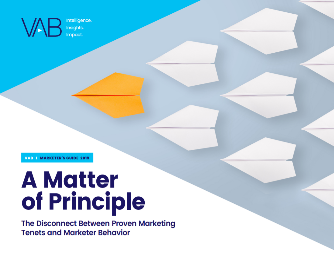 VAB
Intelligence.
Insights.
Impact.
A Matter
of Principle
The Disconnect Between Proven Marketing
Tenets and Marketer Behavior